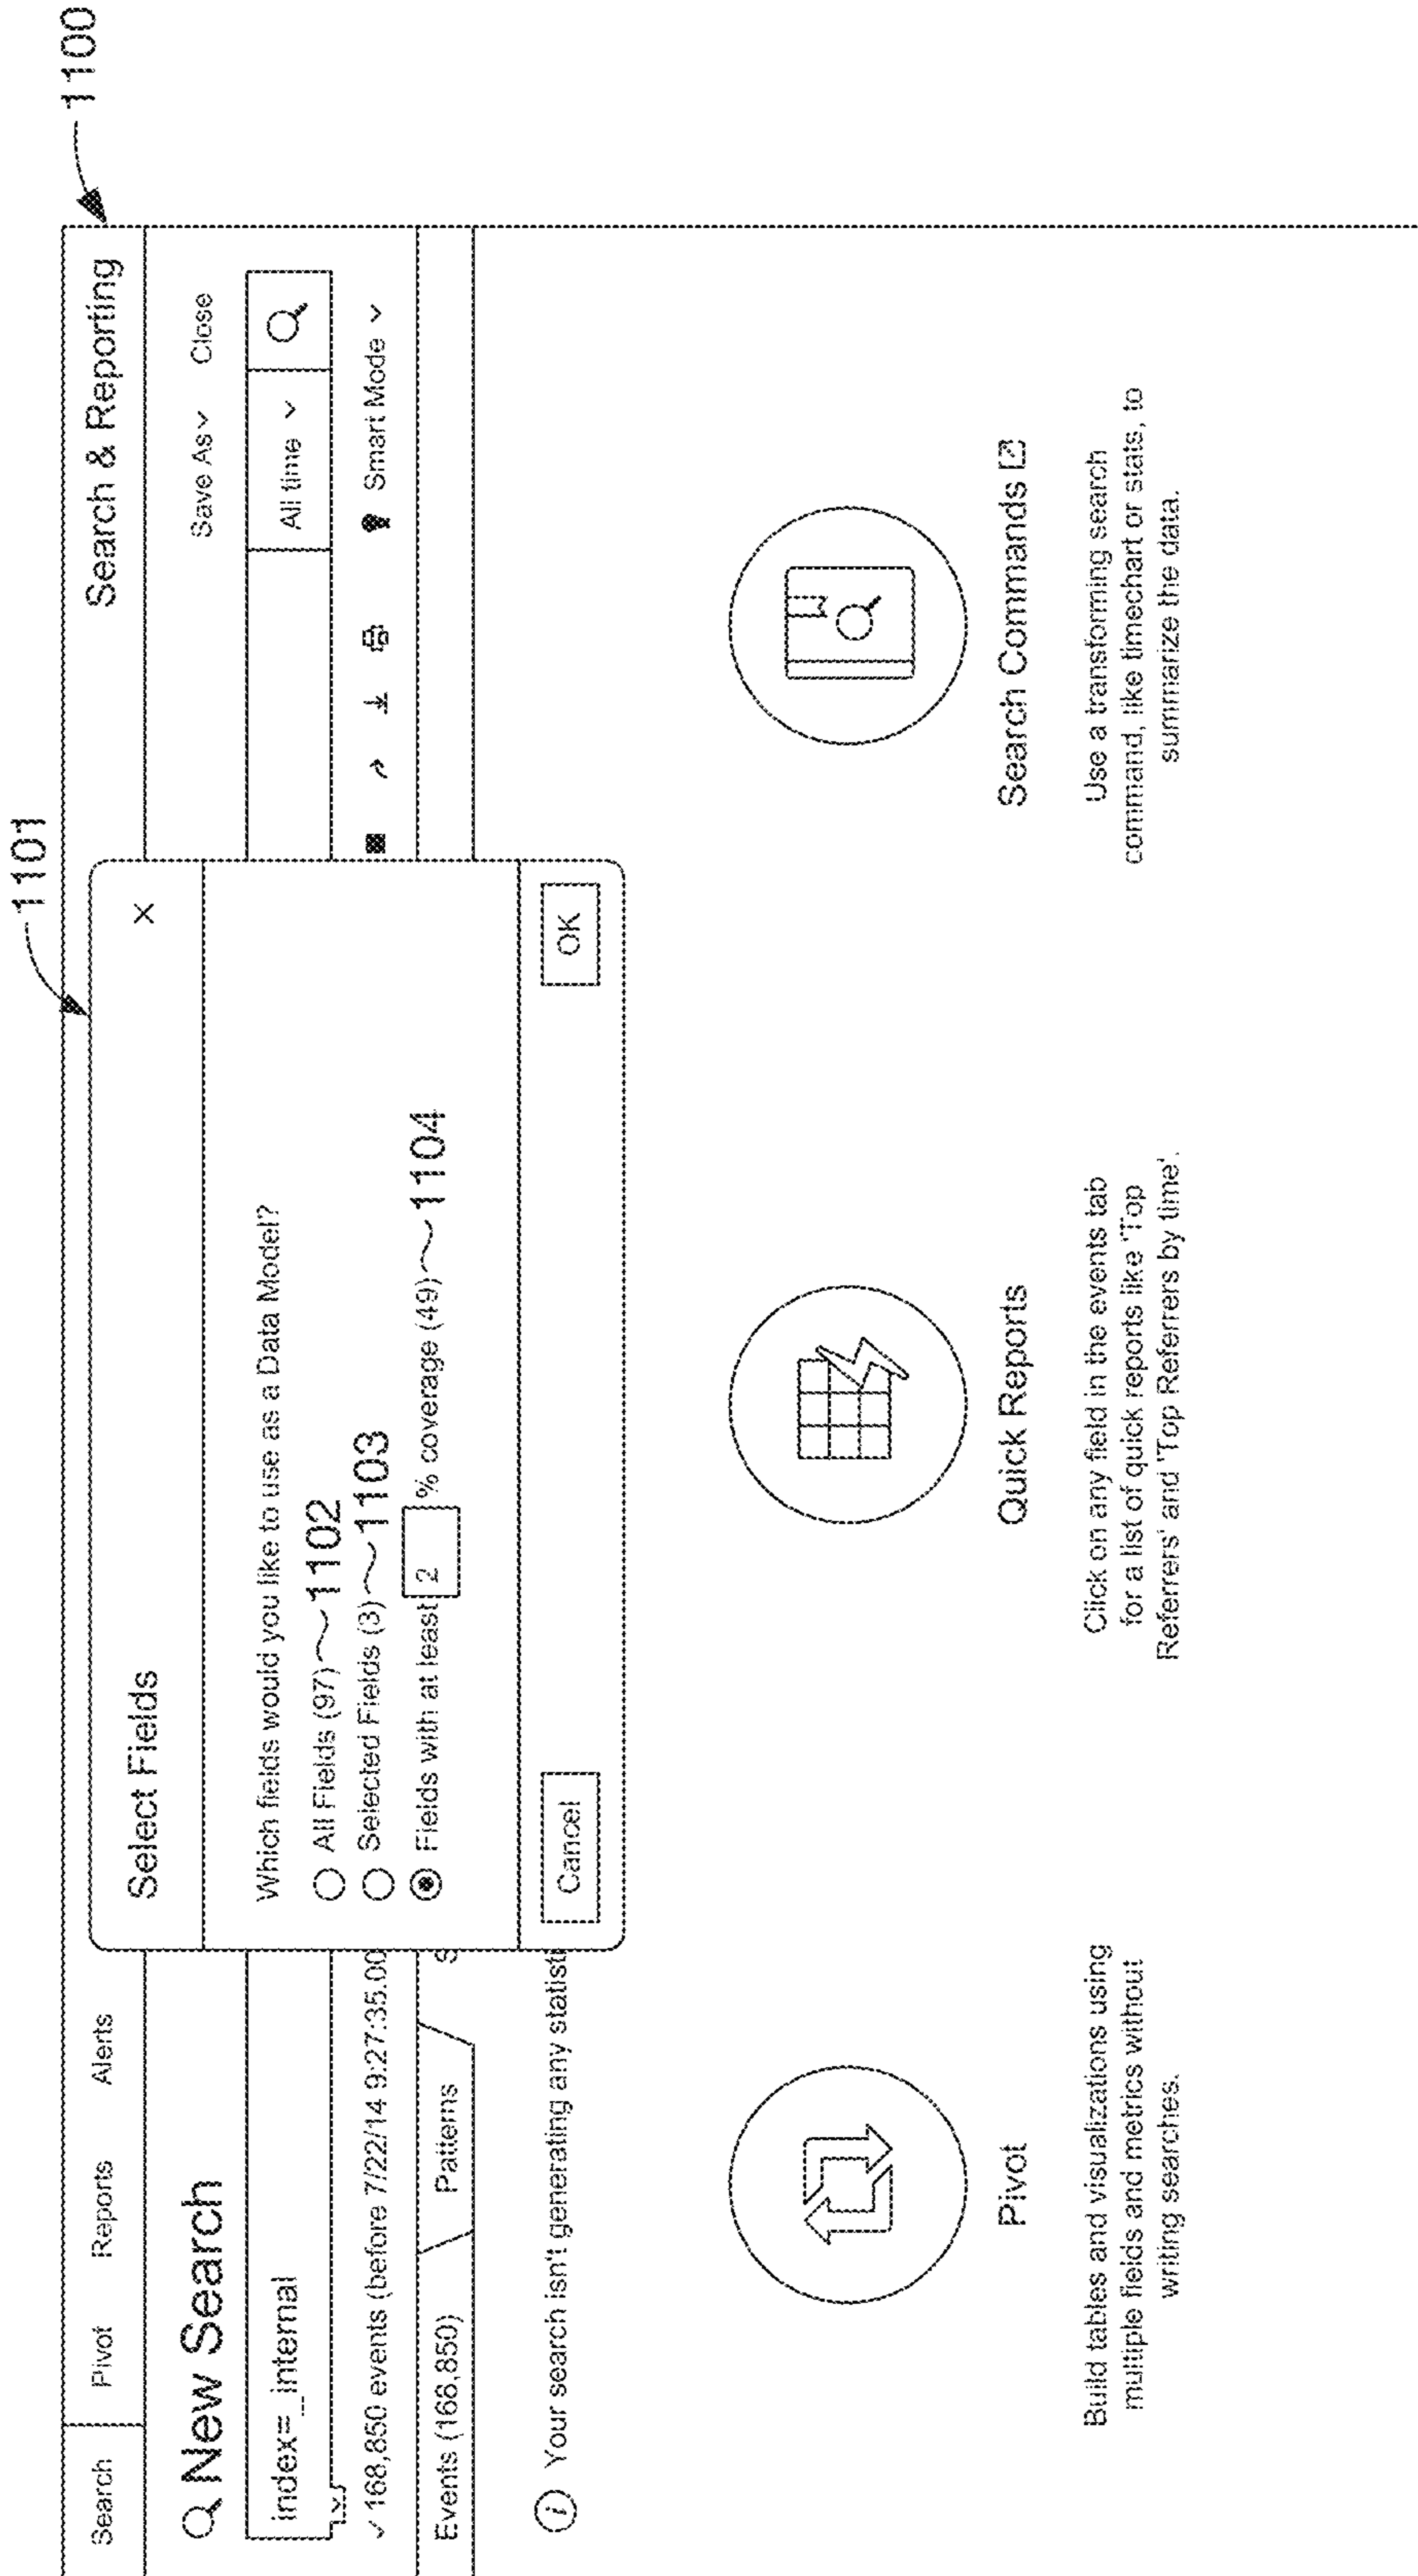 1100
1101
Search Pivot Reports Alerts Search & Reporting
New Search
Save As Close
index=_internal
All time
✓ 168,850 events (before 7/22/14 9:27:35.00
Smart Mode
Events (168,850) Patterns S
Your search isn't generating any statisti
Select Fields
X
Which fields would you like to use as a Data Model?
All Fields (97) 1102
Selected Fields (3) 1103
Fields with at least 2 % coverage (49) 1104
Cancel OK
Pivot
Build tables and visualizations using
multiple fields and metrics without
writing searches.
Quick Reports
Click on any field in the events tab
for a list of quick reports like 'Top
Referrers' and 'Top Referrers by time'.
Search Commands
Use a transforming search
command, like timechart or stats, to
summarize the data.